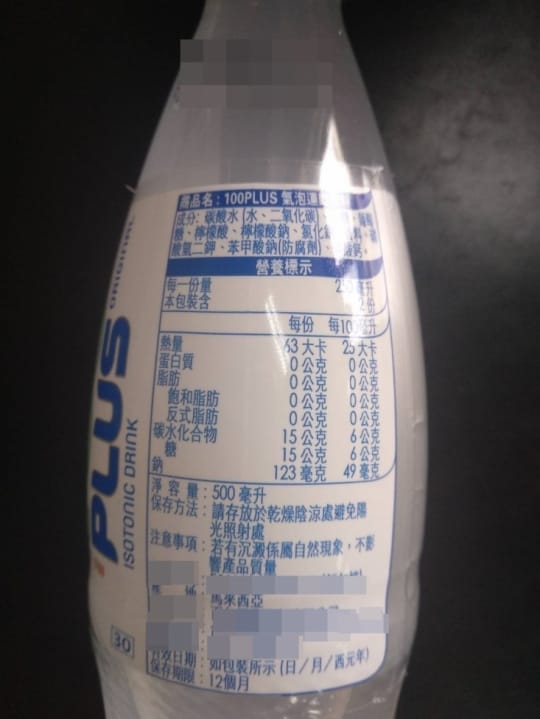 商品名：100PLUS 氣泡運
成分：碳酸水（水、二氧化碳）
糖、檸檬酸、檸檬酸鈉、氯化
酸氫二鉀、苯甲酸鈉(防腐劑)、
營養標示
每一份量
本包裝含
每份 每100毫升
熱量 63 大卡 25 大卡
蛋白質 0 公克 0 公克
脂肪 0 公克 0 公克
飽和脂肪 0 公克 0 公克
反式脂肪 0 公克 0 公克
碳水化合物 15 公克 6 公克
糖 15 公克 6 公克
鈉 123 毫克 49 毫克
淨容量：500 毫升
保存方法：請存放於乾燥陰涼處避免陽
光照射處
注意事項：若有沉澱係屬自然現象，不影
響產品質量
馬來西亞
有效日期：如包裝所示 (日/月/西元年)
保存期限：12個月
PLUS
ORIGINAL
ISOTONIC DRINK
30